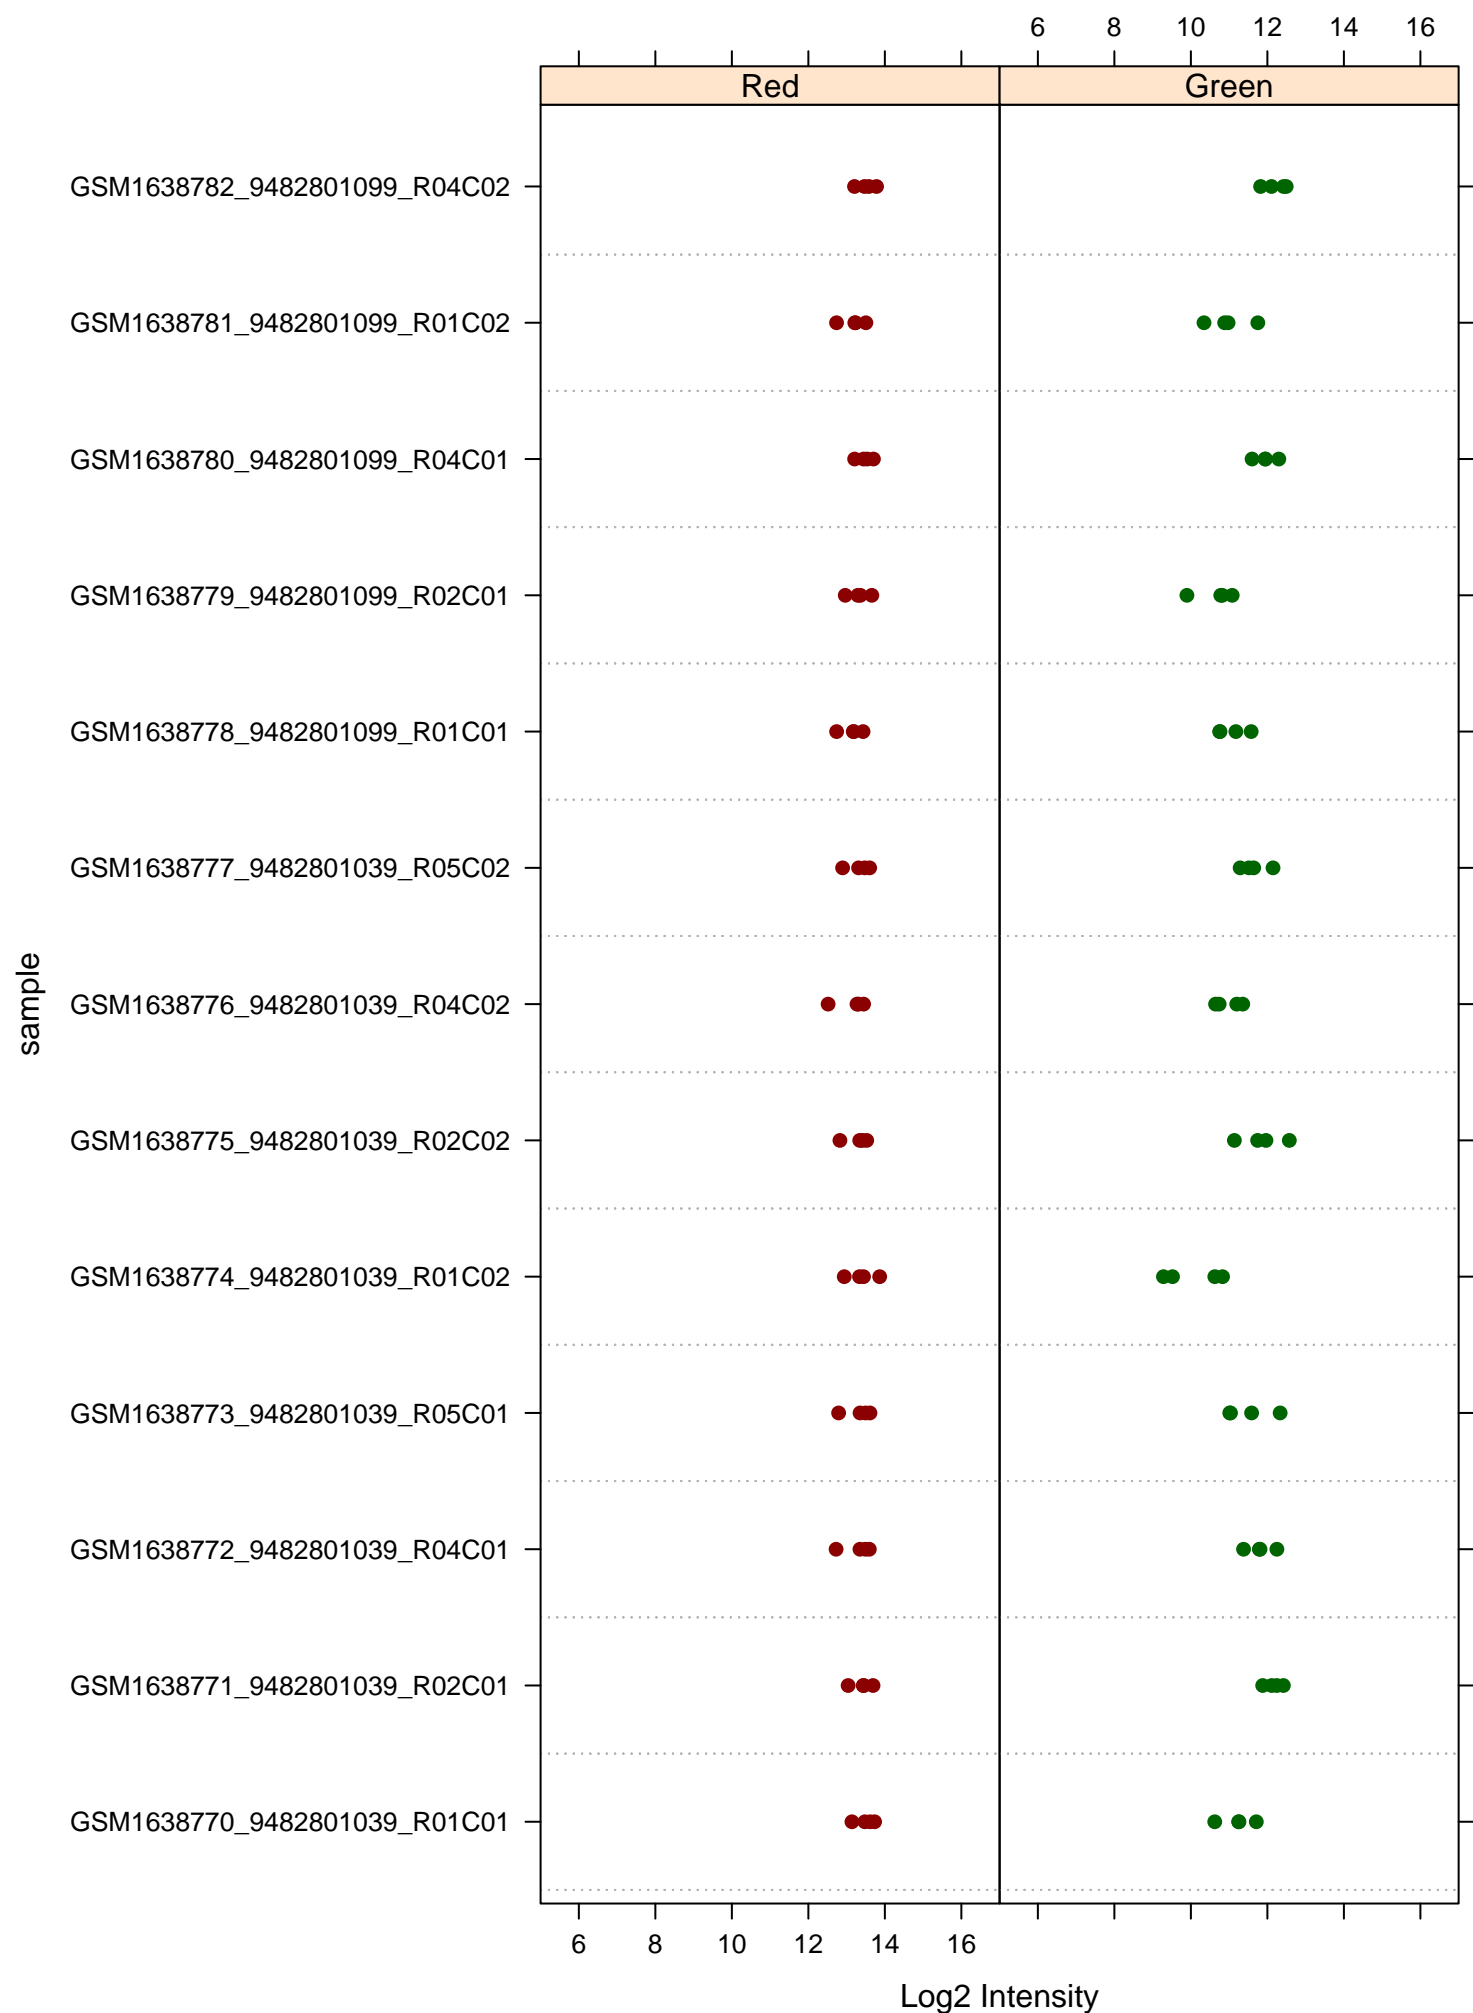 6 8 10 12 14 16
Red Green
GSM1638782_9482801099_R04C02
GSM1638781_9482801099_R01C02
GSM1638780_9482801099_R04C01
GSM1638779_9482801099_R02C01
GSM1638778_9482801099_R01C01
GSM1638777_9482801039_R05C02
GSM1638776_9482801039_R04C02
GSM1638775_9482801039_R02C02
GSM1638774_9482801039_R01C02
GSM1638773_9482801039_R05C01
GSM1638772_9482801039_R04C01
GSM1638771_9482801039_R02C01
GSM1638770_9482801039_R01C01
sample
6 8 10 12 14 16
Log2 Intensity